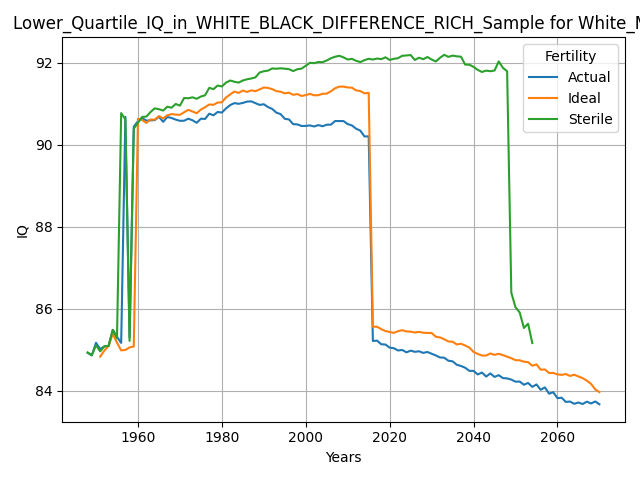 Lower_Quartile_IQ_in_WHITE_BLACK_DIFFERENCE_RICH_Sample for White_M
Fertility
Actual
Ideal
Sterile
92
90
88
86
84
IQ
1960 1980 2000 2020 2040 2060
Years